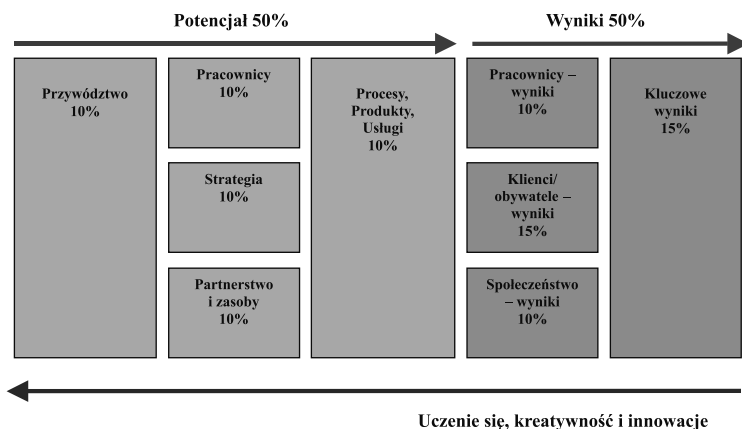 Potencjał 50%
Wyniki 50%
Przywództwo
10%
Pracownicy
10%
Strategia
10%
Partnerstwo
i zasoby
10%
Procesy,
Produkty,
Usługi
10%
Pracownicy –
wyniki
10%
Klienci/
obywatele –
wyniki
15%
Społeczeństwo
– wyniki
10%
Kluczowe
wyniki
15%
Uczenie się, kreatywność i innowacje